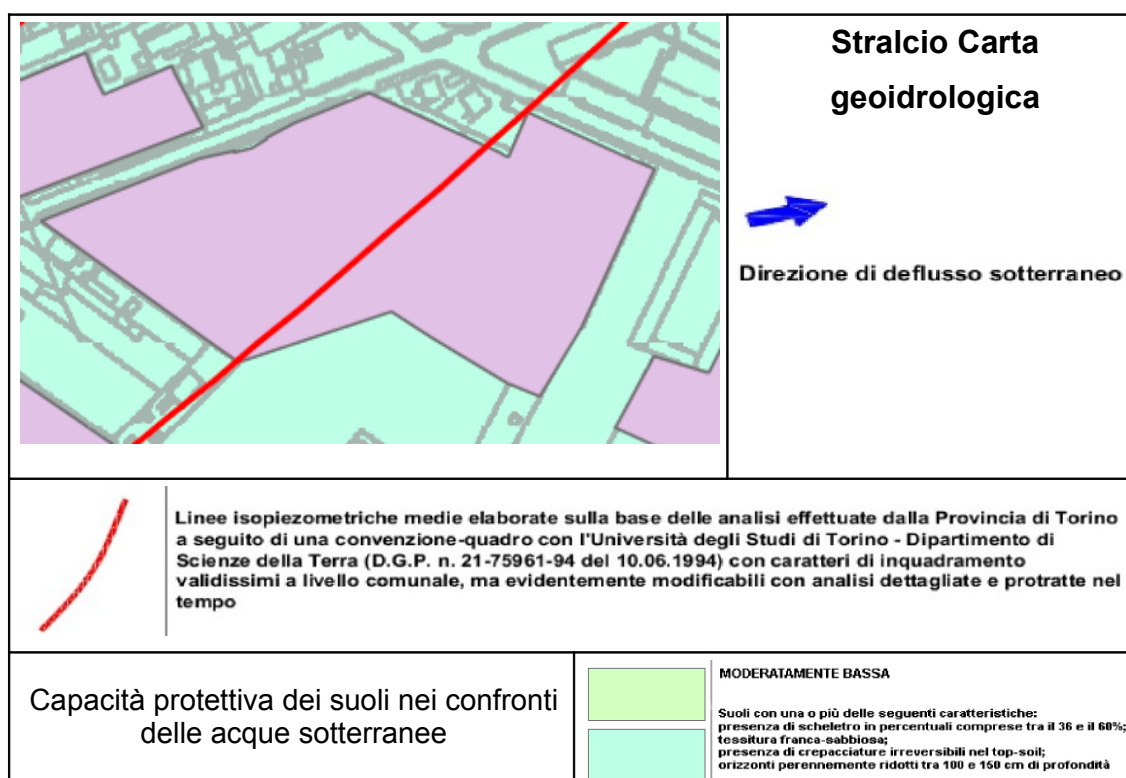 Stralcio Carta
geoidrologica
Direzione di deflusso sotterraneo
Linee isopiezometriche medie elaborate sulla base delle analisi effettuate dalla Provincia di Torino
a seguito di una convenzione-quadro con l'Università degli Studi di Torino - Dipartimento di
Scienze della Terra (D.G.P. n. 21-75961-94 del 10.06.1994) con caratteri di inquadramento
validissimi a livello comunale, ma evidentemente modificabili con analisi dettagliate e protratte nel
tempo
Capacità protettiva dei suoli nei confronti
delle acque sotterranee
MODERATAMENTE BASSA
Suoli con una o più delle seguenti caratteristiche:
presenza di scheletro in percentuali comprese tra il 36 e il 60%;
tessitura franca-sabbiosa;
presenza di crepacciature irreversibili nel top-soil;
orizzonti perennemente ridotti tra 100 e 150 cm di profondità